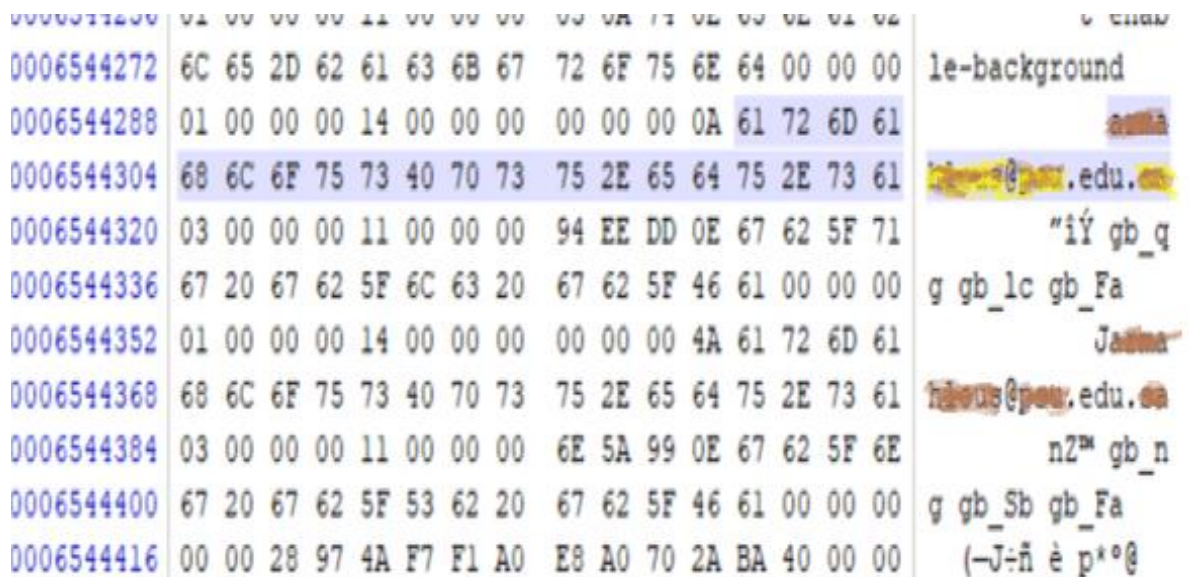 0006544272 6C 65 2D 62 61 63 6B 67 72 6F 75 6E 64 00 00 00 le-background
0006544288 01 00 00 00 14 00 00 00 00 00 00 0A 61 72 6D 61
0006544304 68 6C 6F 75 73 40 70 73 75 2E 65 64 75 2E 73 61 .edu.
0006544320 03 00 00 00 11 00 00 00 94 EE DD 0E 67 62 5F 71 "îÝ gb_q
0006544336 67 20 67 62 5F 6C 63 20 67 62 5F 46 61 00 00 00 g gb_lc gb_Fa
0006544352 01 00 00 00 14 00 00 00 00 00 00 4A 61 72 6D 61
0006544368 68 6C 6F 75 73 40 70 73 75 2E 65 64 75 2E 73 61 .edu.
0006544384 03 00 00 00 11 00 00 00 6E 5A 99 0E 67 62 5F 6E nZ™ gb_n
0006544400 67 20 67 62 5F 53 62 20 67 62 5F 46 61 00 00 00 g gb_Sb gb_Fa
0006544416 00 00 28 97 4A F7 F1 A0 E8 A0 70 2A BA 40 00 00 (—J÷ñ è p*º@